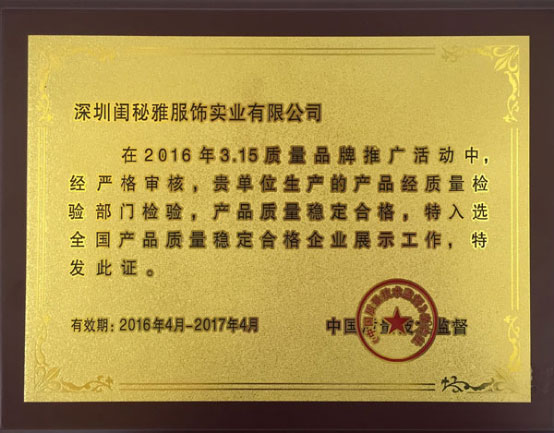 深圳闺秘雅服饰实业有限公司
在2016年3.15质量品牌推广活动中,
经严格审核，贵单位生产的产品经质量检
验部门检验，产品质量稳定合格，特入选
全国产品质量稳定合格企业展示工作，特
发此证。
有效期：2016年4月-2017年4月
中国 技术监督